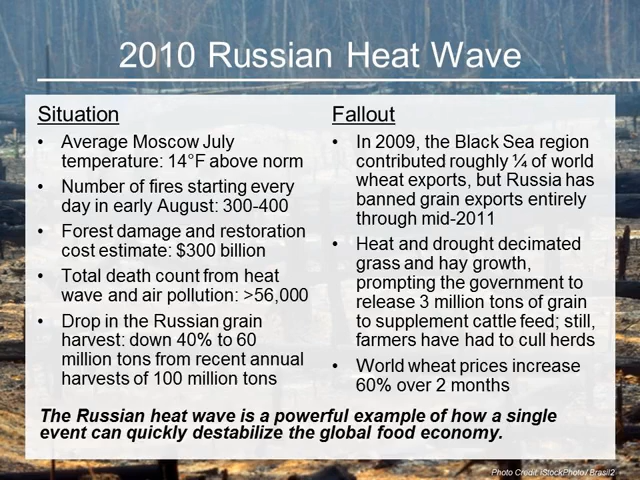 2010 Russian Heat Wave
Situation
• Average Moscow July
temperature: 14°F above norm
• Number of fires starting every
day in early August: 300-400
• Forest damage and restoration
cost estimate: $300 billion
• Total death count from heat
wave and air pollution: >56,000
• Drop in the Russian grain
harvest: down 40% to 60
million tons from recent annual
harvests of 100 million tons
Fallout
• In 2009, the Black Sea region
contributed roughly ¼ of world
wheat exports, but Russia has
banned grain exports entirely
through mid-2011
• Heat and drought decimated
grass and hay growth,
prompting the government to
release 3 million tons of grain
to supplement cattle feed; still,
farmers have had to cull herds
• World wheat prices increase
60% over 2 months
The Russian heat wave is a powerful example of how a single
event can quickly destabilize the global food economy.
Photo Credit: iStockPhoto / Brasil2